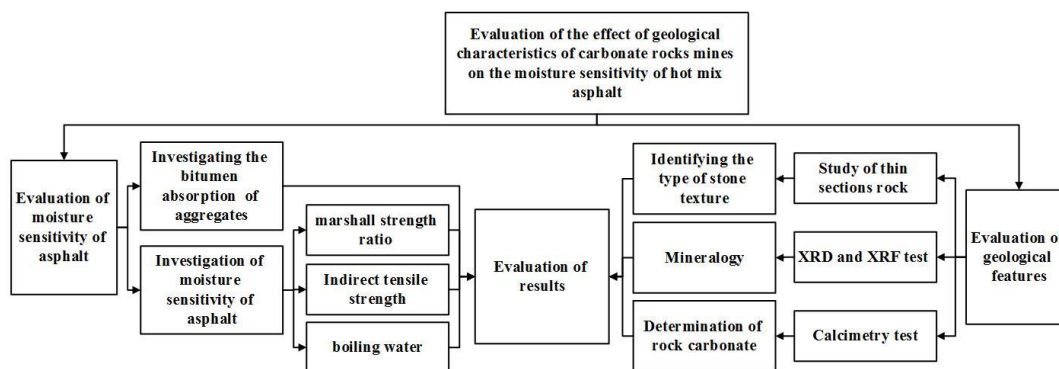 Evaluation of the effect of geological
characteristics of carbonate rocks mines
on the moisture sensitivity of hot mix
asphalt
Evaluation of
moisture
sensitivity of
asphalt
Investigating the
bitumen
absorption of
aggregates
Investigation of
moisture
sensitivity of
asphalt
marshall strength
ratio
Indirect tensile
strength
boiling water
Evaluation of
results
Identifying the
type of stone
texture
Mineralogy
Determination of
rock carbonate
Study of thin
sections rock
XRD and XRF test
Calcimetry test
Evaluation o
geological
features